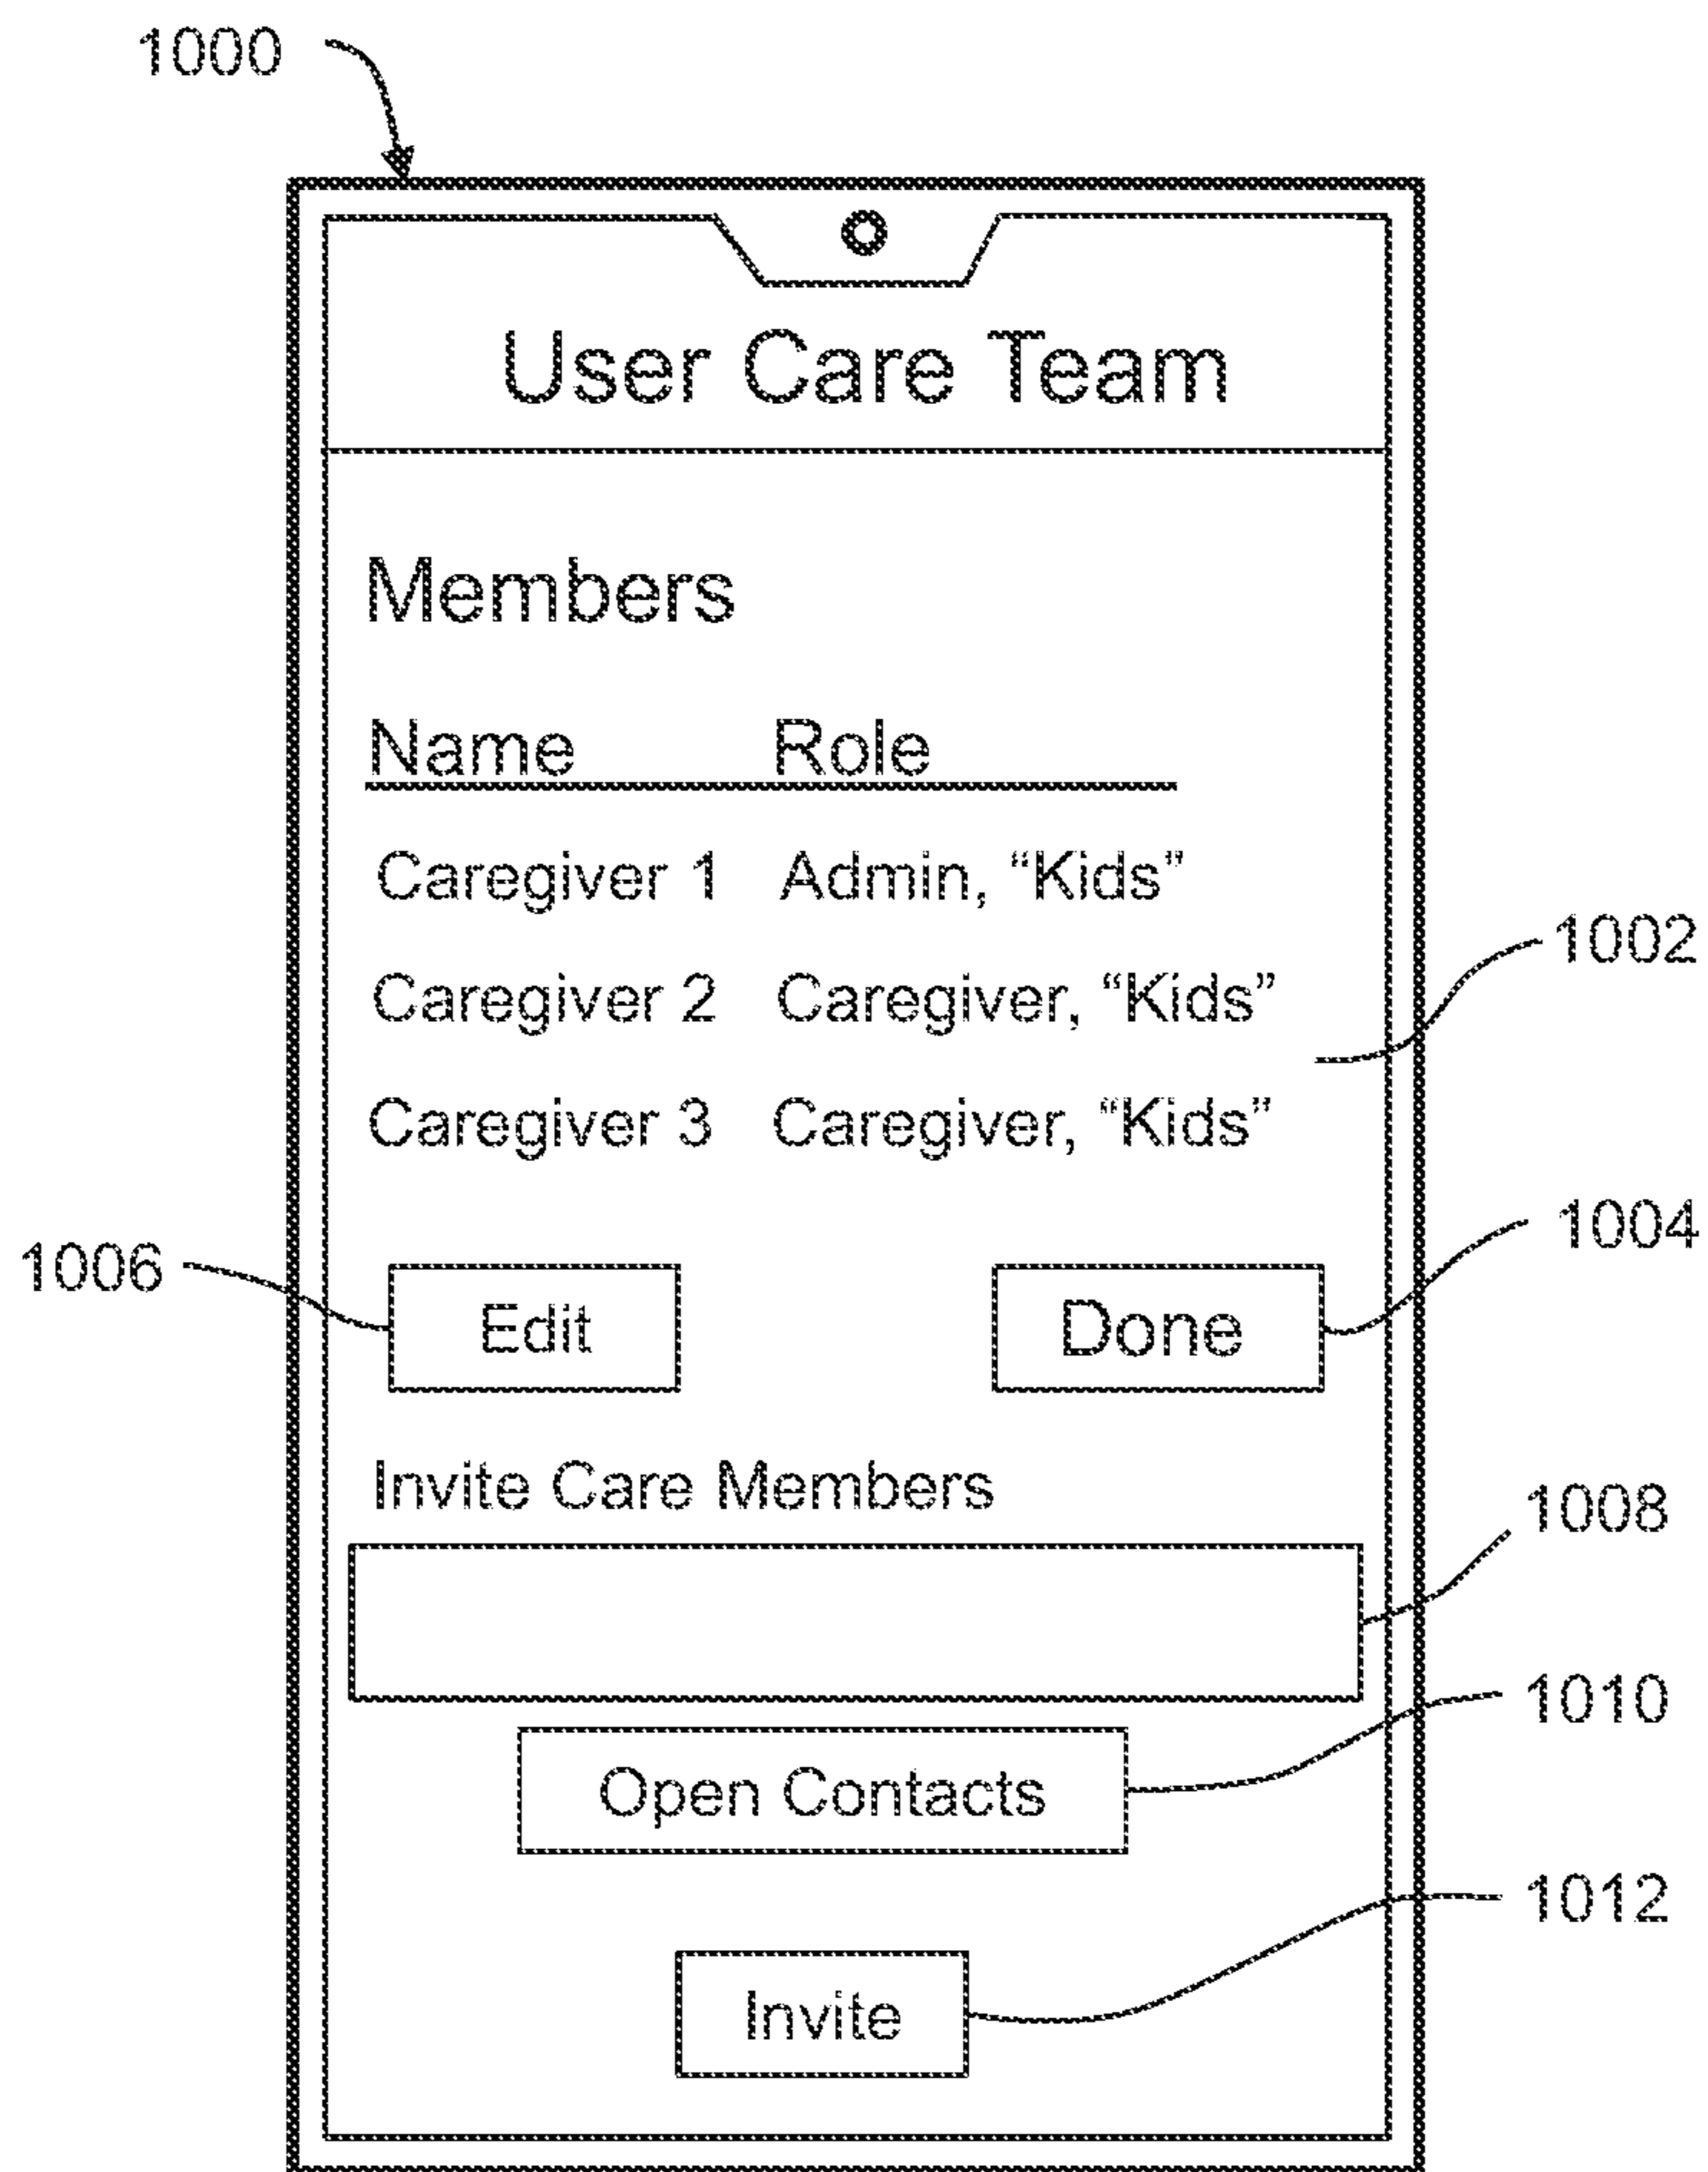 1000
User Care Team
Members
Name Role
Caregiver 1 Admin, “Kids”
1002
Caregiver 2 Caregiver, “Kids”
Caregiver 3 Caregiver, “Kids”
1004
1006
Edit Done
Invite Care Members
1008
1010
Open Contacts
1012
Invite